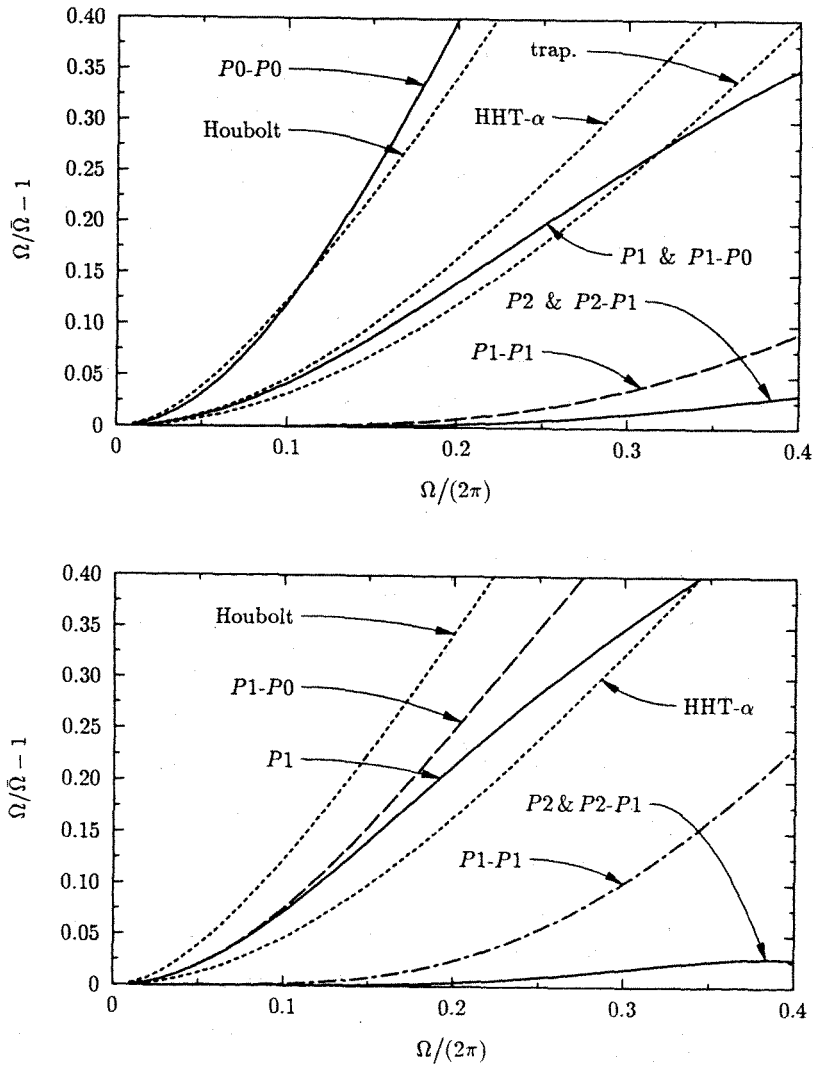 0.40
0.35
0.30
0.25
0.20
0.15
0.10
0.05
0
Ω/Ω̄ − 1
P0-P0
Houbolt
HHT-α
trap.
P1 & P1-P0
P2 & P2-P1
P1-P1
0 0.1 0.2 0.3 0.4
Ω/(2π)
0.40
0.35
0.30
0.25
0.20
0.15
0.10
0.05
0
Ω/Ω̄ − 1
Houbolt
P1-P0
P1
HHT-α
P2&P2-P1
P1-P1
0 0.1 0.2 0.3 0.4
Ω/(2π)